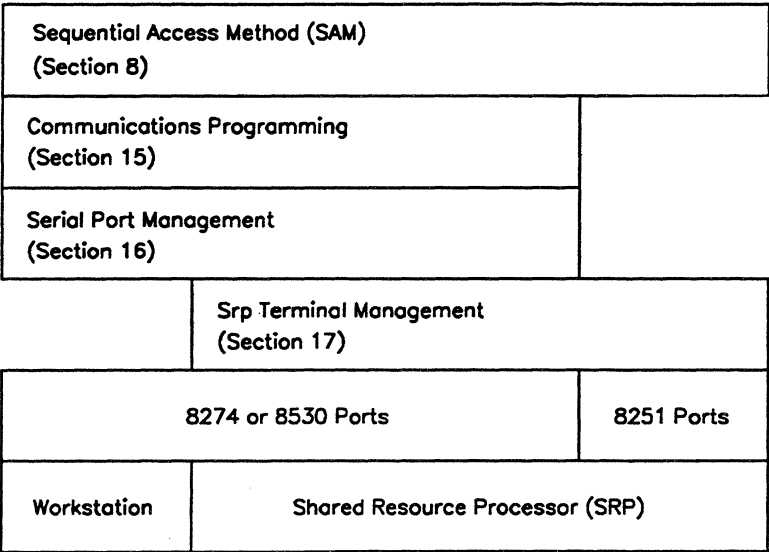 Sequential Access Method (SAM)
(Section 8)
Communications Programming
(Section 15)
Serial Port Management
(Section 16)
Srp Terminal Management
(Section 17)
8274 or 8530 Ports
8251 Ports
Workstation
Shared Resource Processor (SRP)